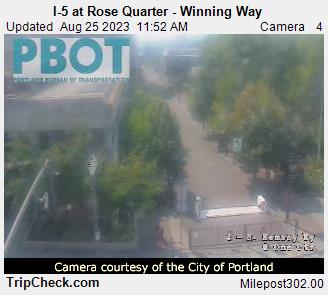 I-5 at Rose Quarter - Winning Way
Updated Aug 25 2023 11:52 AM Camera 4
PBOT
PORTLAND BUREAU OF TRANSPORTATION
Camera courtesy of the City of Portland
TripCheck.com Milepost302.00